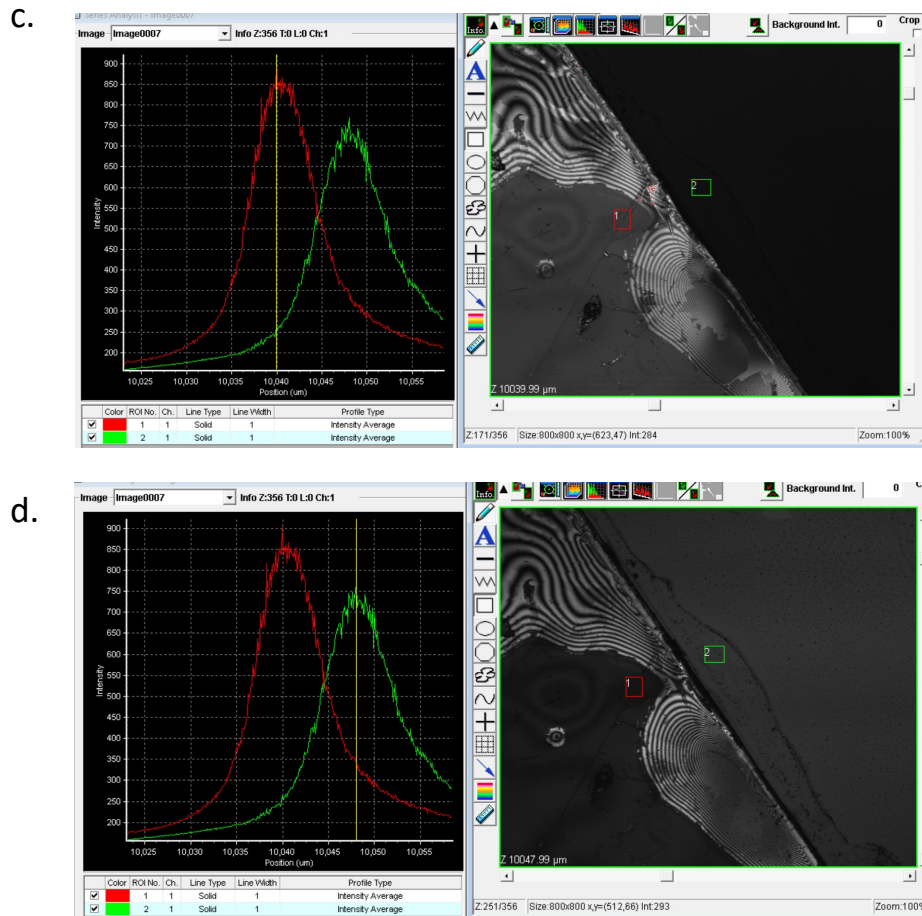 c.
Series Analysis - Image0007
Image Image0007 Info Z:356 T:0 L:0 Ch:1
Info
Background Int. 0 Crop
A
900
850
800
750
700
650
600
550
500
450
400
350
300
250
200
Intensity
10,025 10,030 10,035 10,040 10,045 10,050 10,055
Position (um)
1
2
Z 10039.99 µm
Color ROI No. Ch. Line Type Line Width Profile Type
1 1 Solid 1 Intensity Average
2 1 Solid 1 Intensity Average
Z:171/356 Size:800x800 x,y=(623,47) Int:284 Zoom:100%
d.
Image Image0007 Info Z:356 T:0 L:0 Ch:1
Info
Background Int. 0
A
900
850
800
750
700
650
600
550
500
450
400
350
300
250
200
Intensity
10,025 10,030 10,035 10,040 10,045 10,050 10,055
Position (um)
1
2
Z 10047.99 µm
Color ROI No. Ch. Line Type Line Width Profile Type
1 1 Solid 1 Intensity Average
2 1 Solid 1 Intensity Average
Z:251/356 Size:800x800 x,y=(512,66) Int:293 Zoom:100%